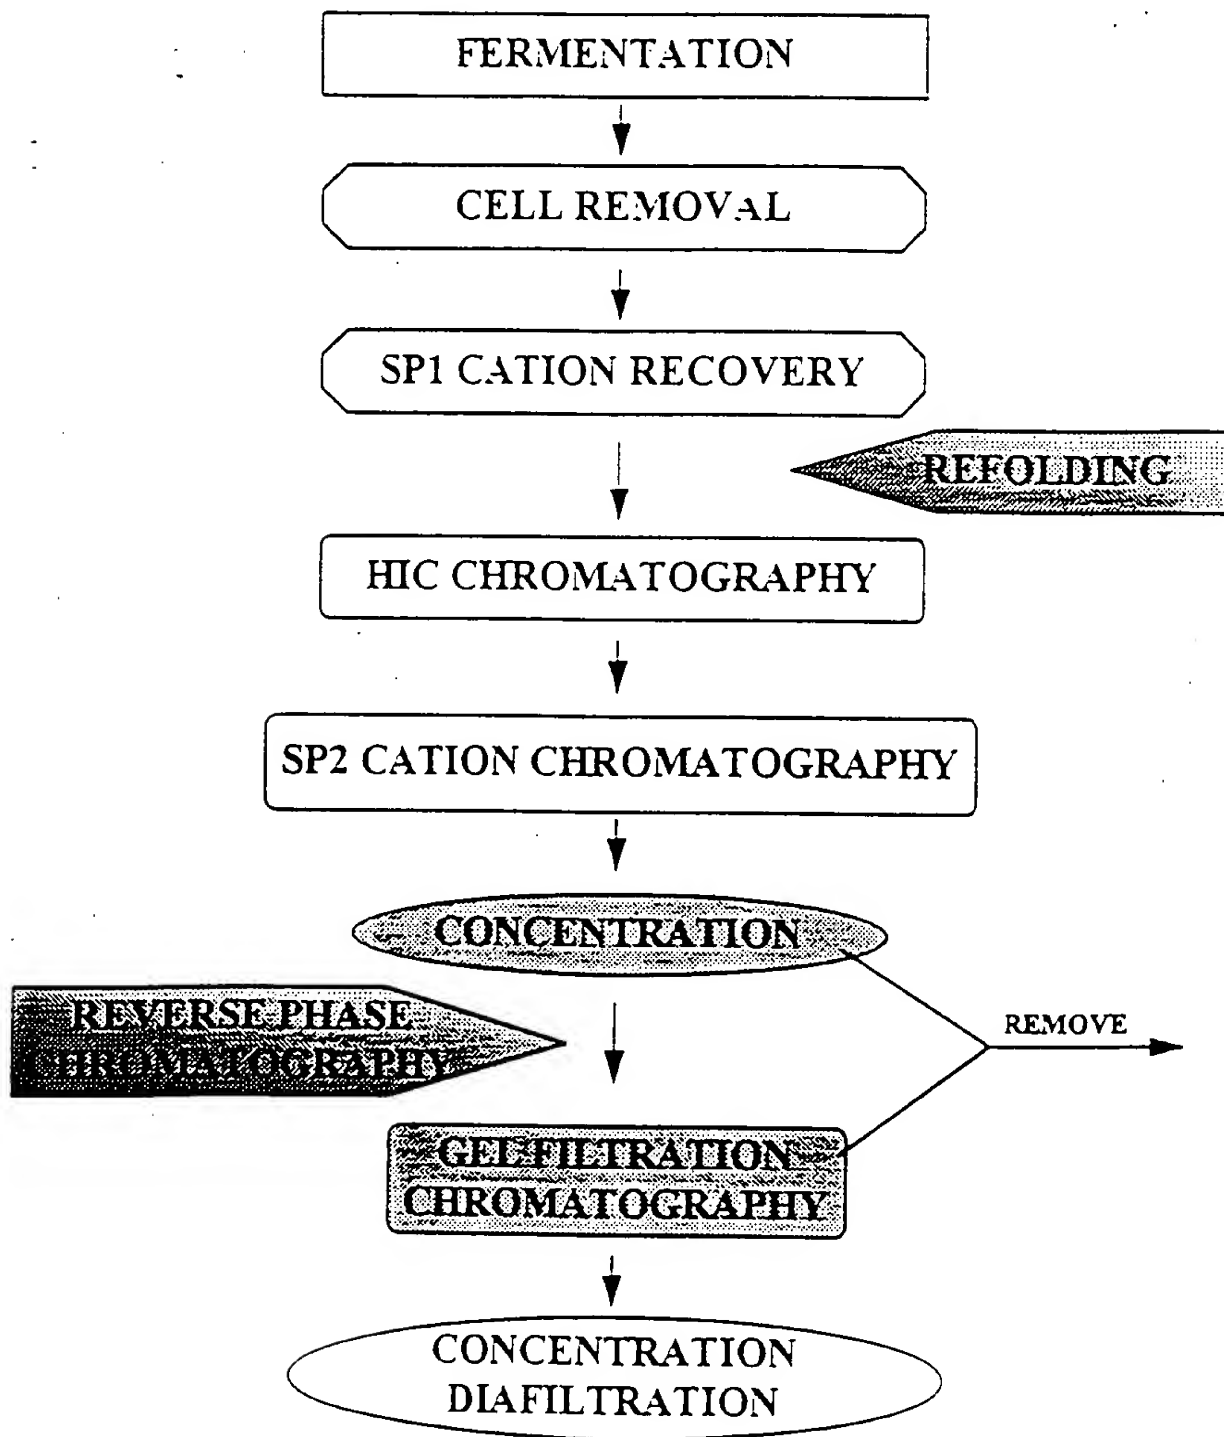 FERMENTATION
CELL REMOVAL
SP1 CATION RECOVERY
REFOLDING
HIC CHROMATOGRAPHY
SP2 CATION CHROMATOGRAPHY
CONCENTRATION
REVERSE PHASE
CHROMATOGRAPHY
REMOVE
GEL FILTRATION
CHROMATOGRAPHY
CONCENTRATION
DIAFILTRATION